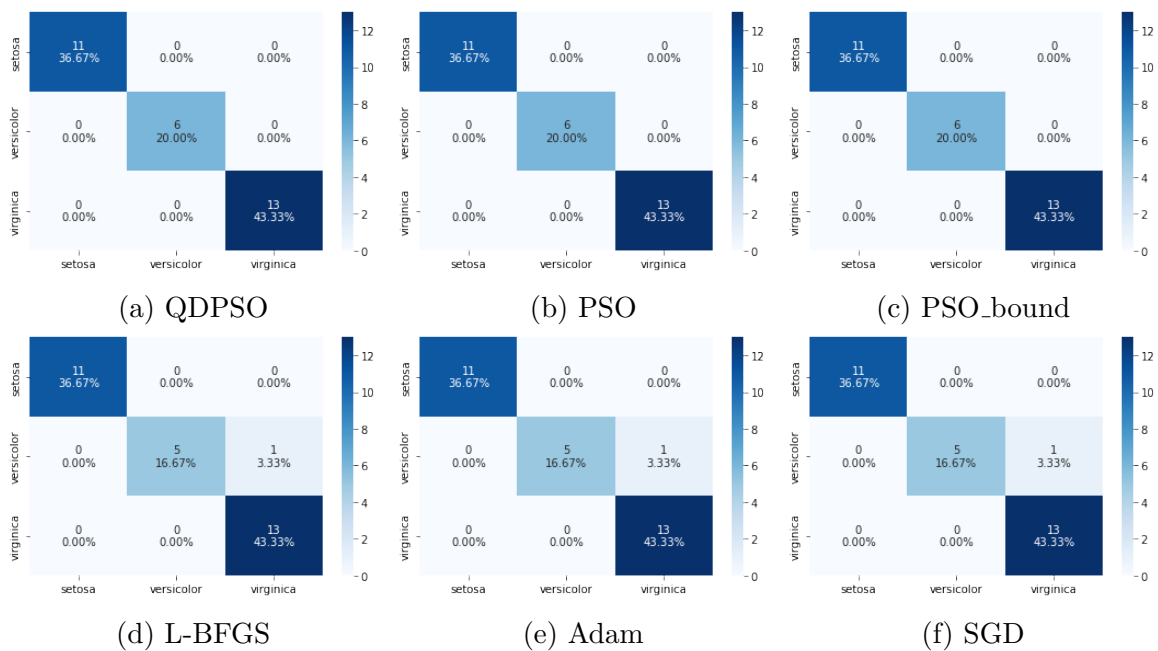 setosa
11 0 0
36.67% 0.00% 0.00%
versicolor
0 6 0
0.00% 20.00% 0.00%
virginica
0 0 13
0.00% 0.00% 43.33%
setosa versicolor virginica
12
10
8
6
4
2
0
(a) QDPSO
setosa
11 0 0
36.67% 0.00% 0.00%
versicolor
0 6 0
0.00% 20.00% 0.00%
virginica
0 0 13
0.00% 0.00% 43.33%
setosa versicolor virginica
12
10
8
6
4
2
0
(b) PSO
setosa
11 0 0
36.67% 0.00% 0.00%
versicolor
0 6 0
0.00% 20.00% 0.00%
virginica
0 0 13
0.00% 0.00% 43.33%
setosa versicolor virginica
12
10
8
6
4
2
0
(c) PSO_bound
setosa
11 0 0
36.67% 0.00% 0.00%
versicolor
0 5 1
0.00% 16.67% 3.33%
virginica
0 0 13
0.00% 0.00% 43.33%
setosa versicolor virginica
12
10
8
6
4
2
0
(d) L-BFGS
setosa
11 0 0
36.67% 0.00% 0.00%
versicolor
0 5 1
0.00% 16.67% 3.33%
virginica
0 0 13
0.00% 0.00% 43.33%
setosa versicolor virginica
12
10
8
6
4
2
0
(e) Adam
setosa
11 0 0
36.67% 0.00% 0.00%
versicolor
0 5 1
0.00% 16.67% 3.33%
virginica
0 0 13
0.00% 0.00% 43.33%
setosa versicolor virginica
12
10
8
6
4
2
0
(f) SGD